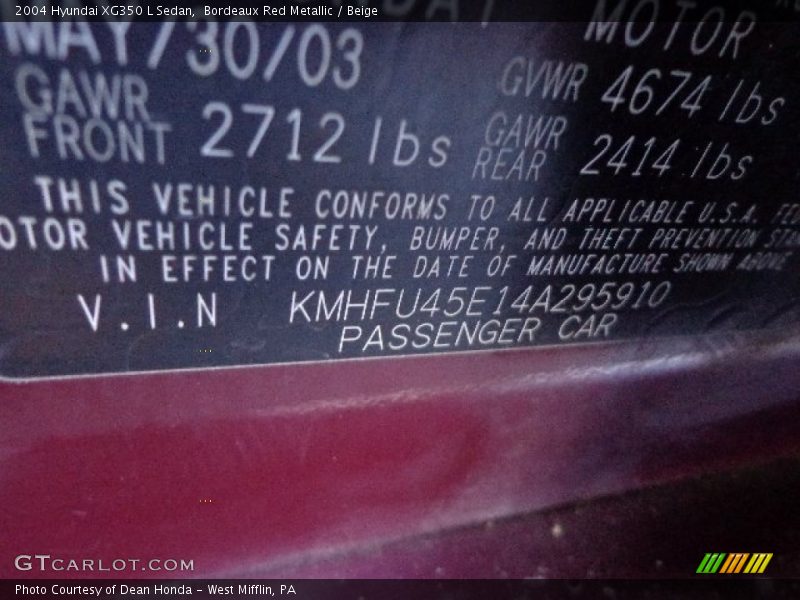 2004 Hyundai XG350 L Sedan, Bordeaux Red Metallic / Beige
MOTOR
MAY/30/03
GVWR 4674 lbs
GAWR FRONT 2712 lbs
GAWR REAR 2414 lbs
THIS VEHICLE CONFORMS TO ALL APPLICABLE U.S.A.
OTOR VEHICLE SAFETY, BUMPER, AND THEFT PREVENTION
IN EFFECT ON THE DATE OF MANUFACTURE SHOWN ABOVE
V.I.N KMHFU45E14A295910
PASSENGER CAR
GTCARLOT.COM
Photo Courtesy of Dean Honda - West Mifflin, PA